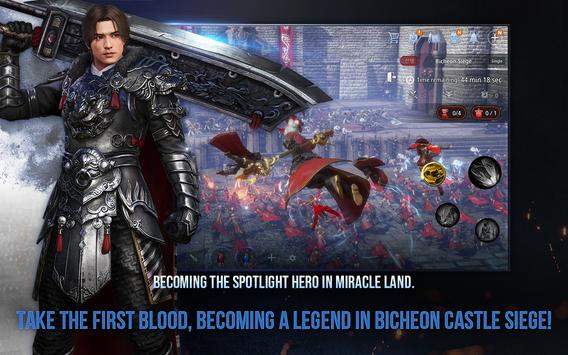 Bicheon Siege
Single
Time remaining: 44 min 18 sec
0/4
0/1
BECOMING THE SPOTLIGHT HERO IN MIRACLE LAND.
TAKE THE FIRST BLOOD, BECOMING A LEGEND IN BICHEON CASTLE SIEGE!